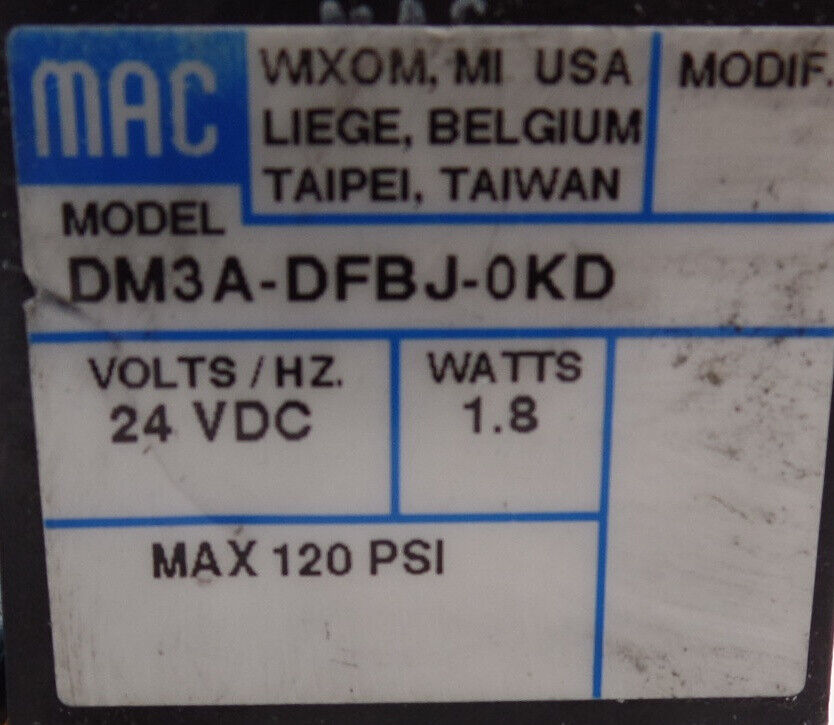 MAC
MAC
WIXOM, MI USA
LIEGE, BELGIUM
TAIPEI, TAIWAN
MODIF.
MODEL
DM3A-DFBJ-0KD
VOLTS / HZ.
24 VDC
WATTS
1.8
MAX 120 PSI